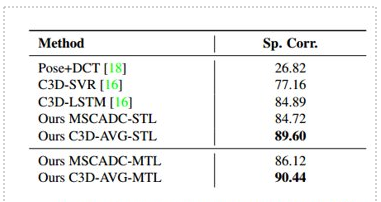 Method Sp. Corr.
Pose+DCT [18] 26.82
C3D-SVR [16] 77.16
C3D-LSTM [16] 84.89
Ours MSCADC-STL 84.72
Ours C3D-AVG-STL 89.60
Ours MSCADC-MTL 86.12
Ours C3D-AVG-MTL 90.44